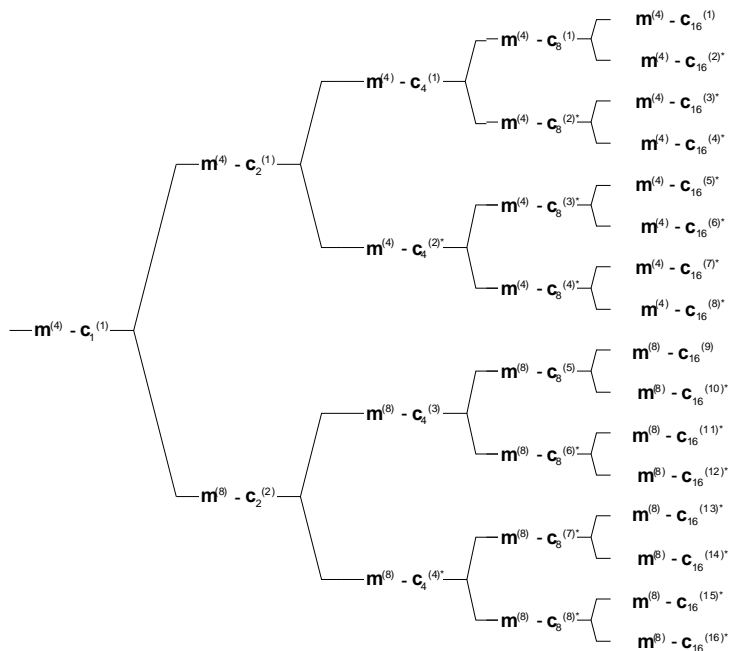 m(4) - c16(1)
m(4) - c8(1)
m(4) - c16(2)*
m(4) - c4(1)
m(4) - c16(3)*
m(4) - c8(2)*
m(4) - c16(4)*
m(4) - c2(1)
m(4) - c16(5)*
m(4) - c8(3)*
m(4) - c16(6)*
m(4) - c4(2)*
m(4) - c16(7)*
m(4) - c8(4)*
m(4) - c16(8)*
m(4) - c1(1)
m(8) - c16(9)
m(8) - c8(5)
m(8) - c16(10)*
m(8) - c4(3)
m(8) - c16(11)*
m(8) - c8(6)*
m(8) - c16(12)*
m(8) - c2(2)
m(8) - c16(13)*
m(8) - c8(7)*
m(8) - c16(14)*
m(8) - c4(4)*
m(8) - c16(15)*
m(8) - c8(8)*
m(8) - c16(16)*